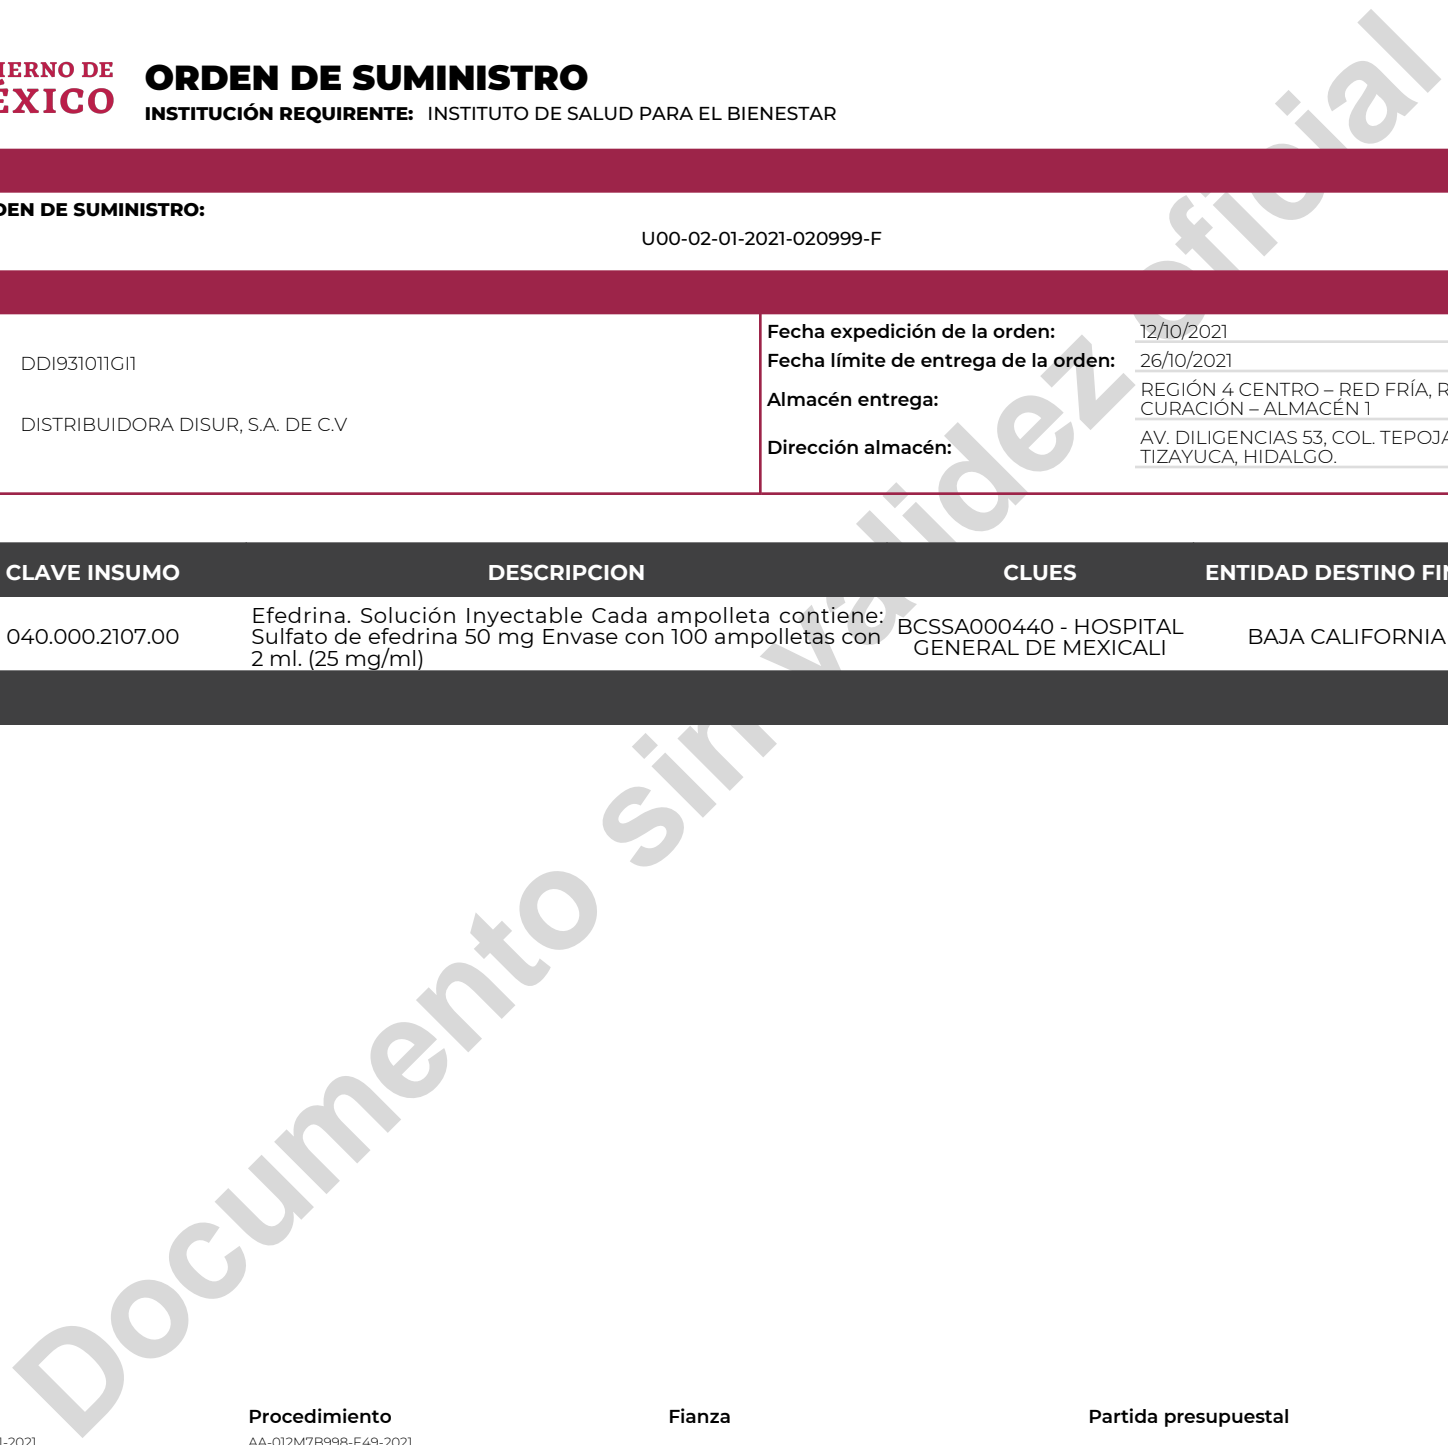 ORDEN DE SUMINISTRO
INSTITUCIÓN REQUIRENTE: INSTITUTO DE SALUD PARA EL BIENESTAR
DE
ÉXICO
DE SUMINISTRO:
U00-02-01-2021-020999-F
DDI931011GI1
DISTRIBUIDORA DISUR, S.A. DE C.V
Fecha expedición de la orden: 12/10/2021
Fecha límite de entrega de la orden: 26/10/2021
Almacén entrega: REGIÓN 4 CENTRO – RED FRÍA,
CURACIÓN – ALMACÉN 1
Dirección almacén: AV. DILIGENCIAS 53, COL.
TIZAYUCA, HIDALGO.
CLAVE INSUMO DESCRIPCION CLUES ENTIDAD DESTINO
040.000.2107.00
Efedrina. Solución Inyectable Cada ampolleta contiene:
Sulfato de efedrina 50 mg Envase con 100 ampolletas con
2 ml. (25 mg/ml)
BCSSA000440 - HOSPITAL
GENERAL DE MEXICALI
BAJA CALIFORNIA
Documento sin validez oficial
Procedimiento Fianza Partida presupuestal
AA-012M7B998-E49-2021